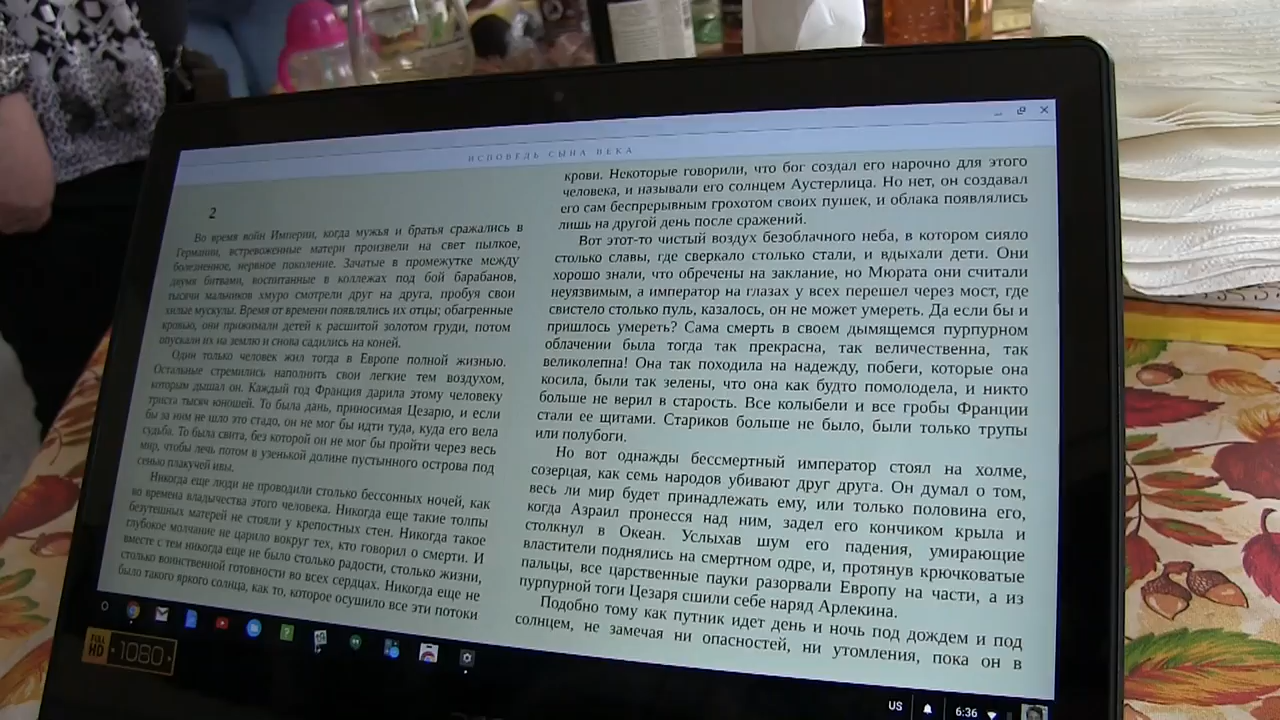 ИСПОВЕДЬ СЫНА ВЕКА
2
Во время войн Империи, когда мужья и братья сражались в
Германии, встревоженные матери произвели на свет пылкое,
болезненное, нервное поколение. Зачатые в промежутке между
двумя битвами, воспитанные в коллежах под бой барабанов,
тысячи мальчиков хмуро смотрели друг на друга, пробуя свои
хилые мускулы. Время от времени появлялись их отцы; обагренные
кровью, они прижимали детей к расшитой золотом груди, потом
опускали их на землю и снова садились на коней.
Один только человек жил тогда в Европе полной жизнью.
Остальные стремились наполнить свои легкие тем воздухом,
которым дышал он. Каждый год Франция дарила этому человеку
триста тысяч юношей. То была дань, приносимая Цезарю, и если
бы за ним не шло это стадо, он не мог бы идти туда, куда его вела
судьба. То была свита, без которой он не мог бы пройти через весь
мир, чтобы лечь потом в узенькой долине пустынного острова под
сенью плакучей ивы.
Никогда еще люди не проводили столько бессонных ночей, как
во времена владычества этого человека. Никогда еще такие толпы
безутешных матерей не стояли у крепостных стен. Никогда такое
глубокое молчание не царило вокруг тех, кто говорил о смерти. И
вместе с тем никогда еще не было столько радости, столько жизни,
столько воинственной готовности во всех сердцах. Никогда еще не
было такого яркого солнца, как то, которое осушило все эти потоки
крови. Некоторые говорили, что бог создал его нарочно для этого
человека, и называли его солнцем Аустерлица. Но нет, он создавал
его сам беспрерывным грохотом своих пушек, и облака появлялись
лишь на другой день после сражений.
Вот этот-то чистый воздух безоблачного неба, в котором сияло
столько славы, где сверкало столько стали, и вдыхали дети. Они
хорошо знали, что обречены на заклание, но Мюрата они считали
неуязвимым, а император на глазах у всех перешел через мост, где
свистело столько пуль, казалось, он не может умереть. Да если бы и
пришлось умереть? Сама смерть в своем дымящемся пурпурном
облачении была тогда так прекрасна, так величественна, так
великолепна! Она так походила на надежду, побеги, которые она
косила, были так зелены, что она как будто помолодела, и никто
больше не верил в старость. Все колыбели и все гробы Франции
стали ее щитами. Стариков больше не было, были только трупы
или полубоги.
Но вот однажды бессмертный император стоял на холме,
созерцая, как семь народов убивают друг друга. Он думал о том,
весь ли мир будет принадлежать ему, или только половина его,
когда Азраил пронесся над ним, задел его кончиком крыла и
столкнул в Океан. Услыхав шум его падения, умирающие
властители поднялись на смертном одре, и, протянув крючковатые
пальцы, все царственные пауки разорвали Европу на части, а из
пурпурной тоги Цезаря сшили себе наряд Арлекина.
Подобно тому как путник идет день и ночь под дождем и под
солнцем, не замечая ни опасностей, ни утомления, пока он в
US 6:36
FULL HD 1080